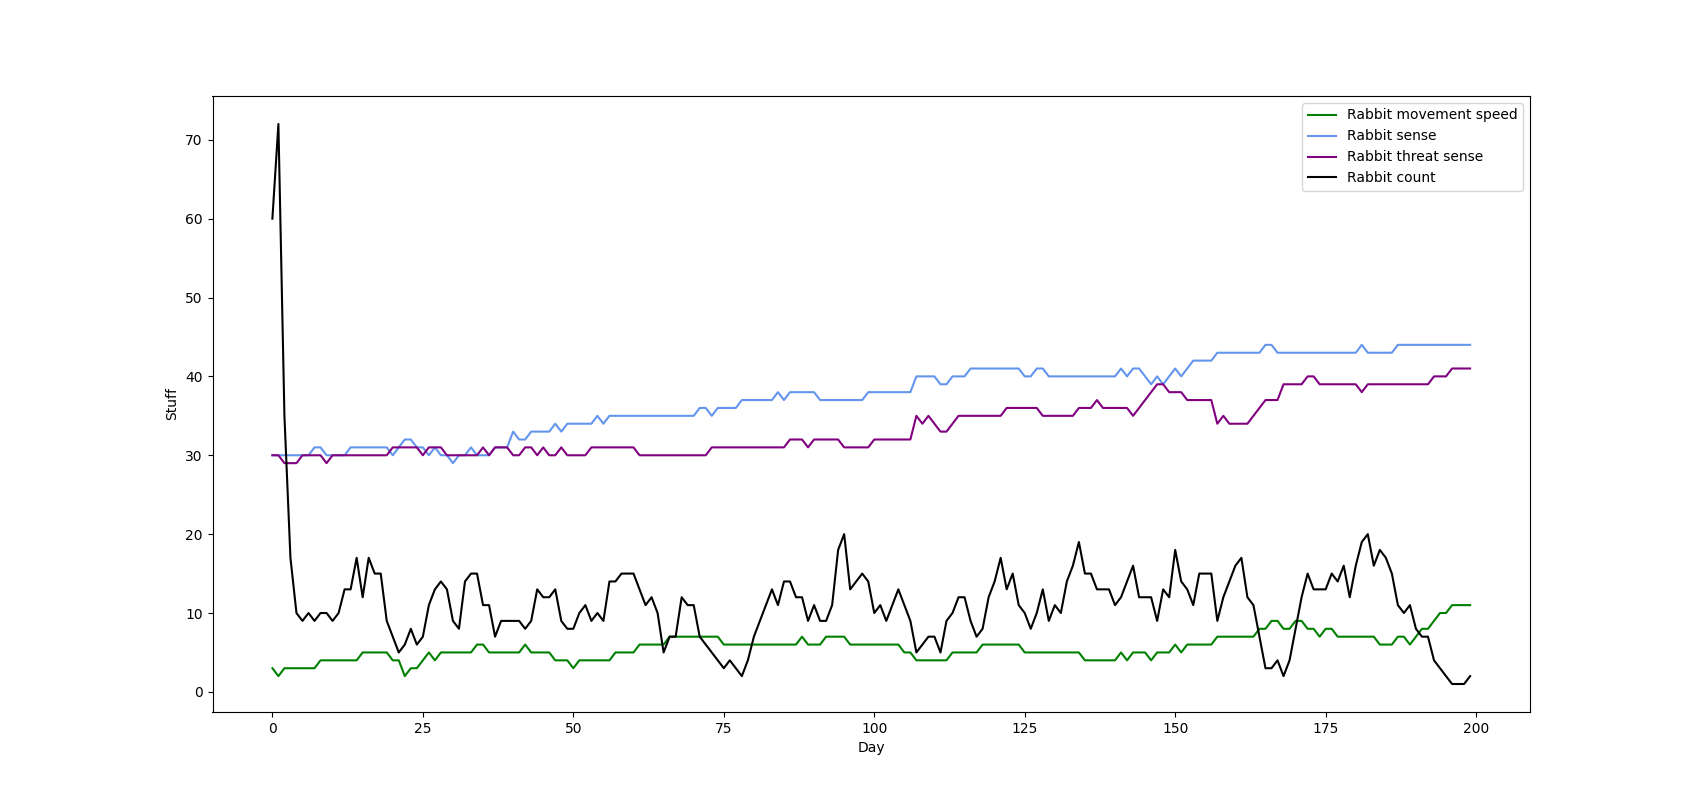 Rabbit movement speed
Rabbit sense
Rabbit threat sense
Rabbit count
70
60
50
40
30
20
10
0
Stuff
0 25 50 75 100 125 150 175 200
Day